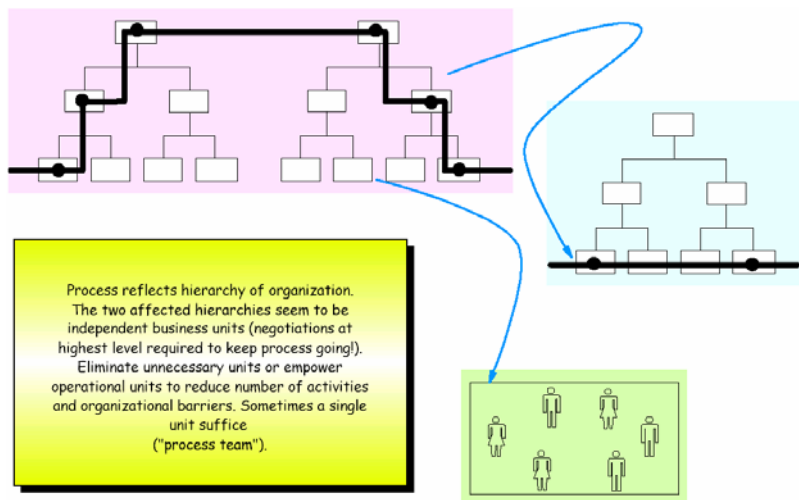 Process reflects hierarchy of organization.
The two affected hierarchies seem to be
independent business units (negotiations at
highest level required to keep process going!).
Eliminate unnecessary units or empower
operational units to reduce number of activities
and organizational barriers. Sometimes a single
unit suffice
("process team").